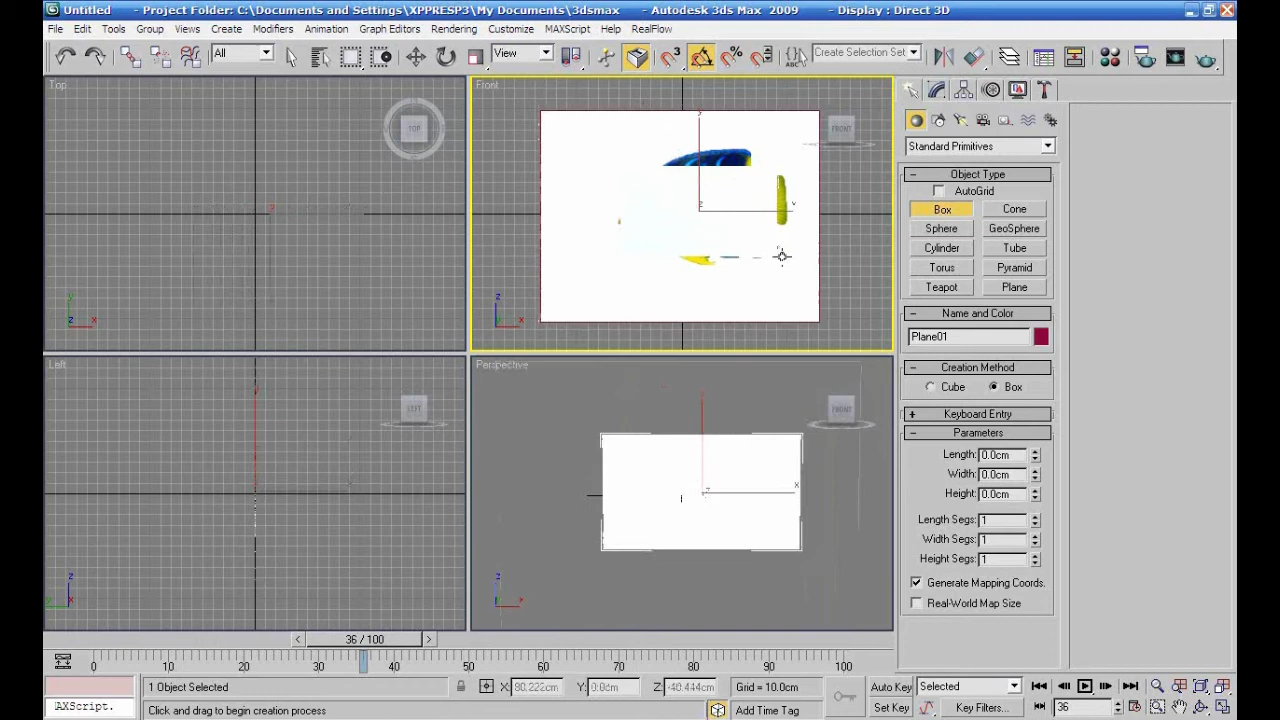 Untitled - Project Folder: C:\Documents and Settings\XPPRESP3\My Documents\3dsmax - Autodesk 3ds Max 2009 - Display : Direct 3D
File Edit Tools Group Views Create Modifiers Animation Graph Editors Rendering Customize MAXScript Help RealFlow
All View 3 % ABC Create Selection Set
Top TOP
Front FRONT
Standard Primitives
Object Type
AutoGrid
Box Cone
Sphere GeoSphere
Cylinder Tube
Torus Pyramid
Teapot Plane
Name and Color
Plane01
Creation Method
Cube Box
Keyboard Entry
Parameters
Length: 0.0cm
Width: 0.0cm
Height: 0.0cm
Length Segs: 1
Width Segs: 1
Height Segs: 1
Generate Mapping Coords.
Real-World Map Size
Left LEFT
Perspective FRONT
< 36 / 100 >
0 10 20 30 40 50 60 70 80 90 100
1 Object Selected X: 80.222cm Y: 0.0cm Z: -40.444cm Grid = 10.0cm Auto Key Selected
AXScript. Click and drag to begin creation process Add Time Tag Set Key Key Filters... 36